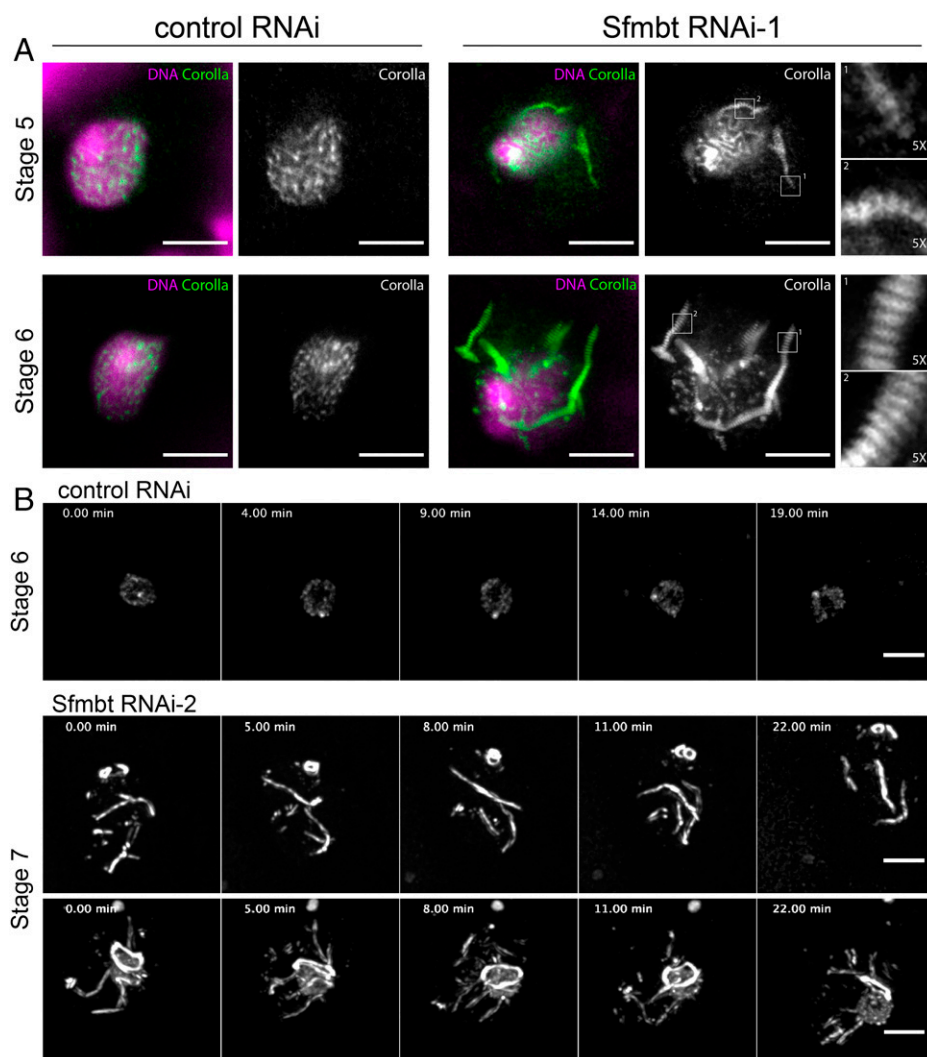 control RNAi Sfmbt RNAi-1
A
Stage 5
DNA Corolla Corolla DNA Corolla Corolla
2
1
1 5X
2 5X
Stage 6
DNA Corolla Corolla DNA Corolla Corolla
2 1
1 5X
2 5X
B
control RNAi
Stage 6
0.00 min 4.00 min 9.00 min 14.00 min 19.00 min
Sfmbt RNAi-2
Stage 7
0.00 min 5.00 min 8.00 min 11.00 min 22.00 min
0.00 min 5.00 min 8.00 min 11.00 min 22.00 min